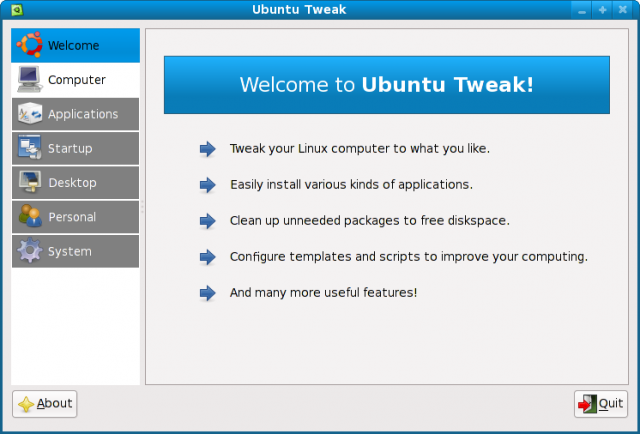 Ubuntu Tweak
Welcome
Computer
Applications
Startup
Desktop
Personal
System
Welcome to Ubuntu Tweak!
Tweak your Linux computer to what you like.
Easily install various kinds of applications.
Clean up unneeded packages to free diskspace.
Configure templates and scripts to improve your computing.
And many more useful features!
About
Quit